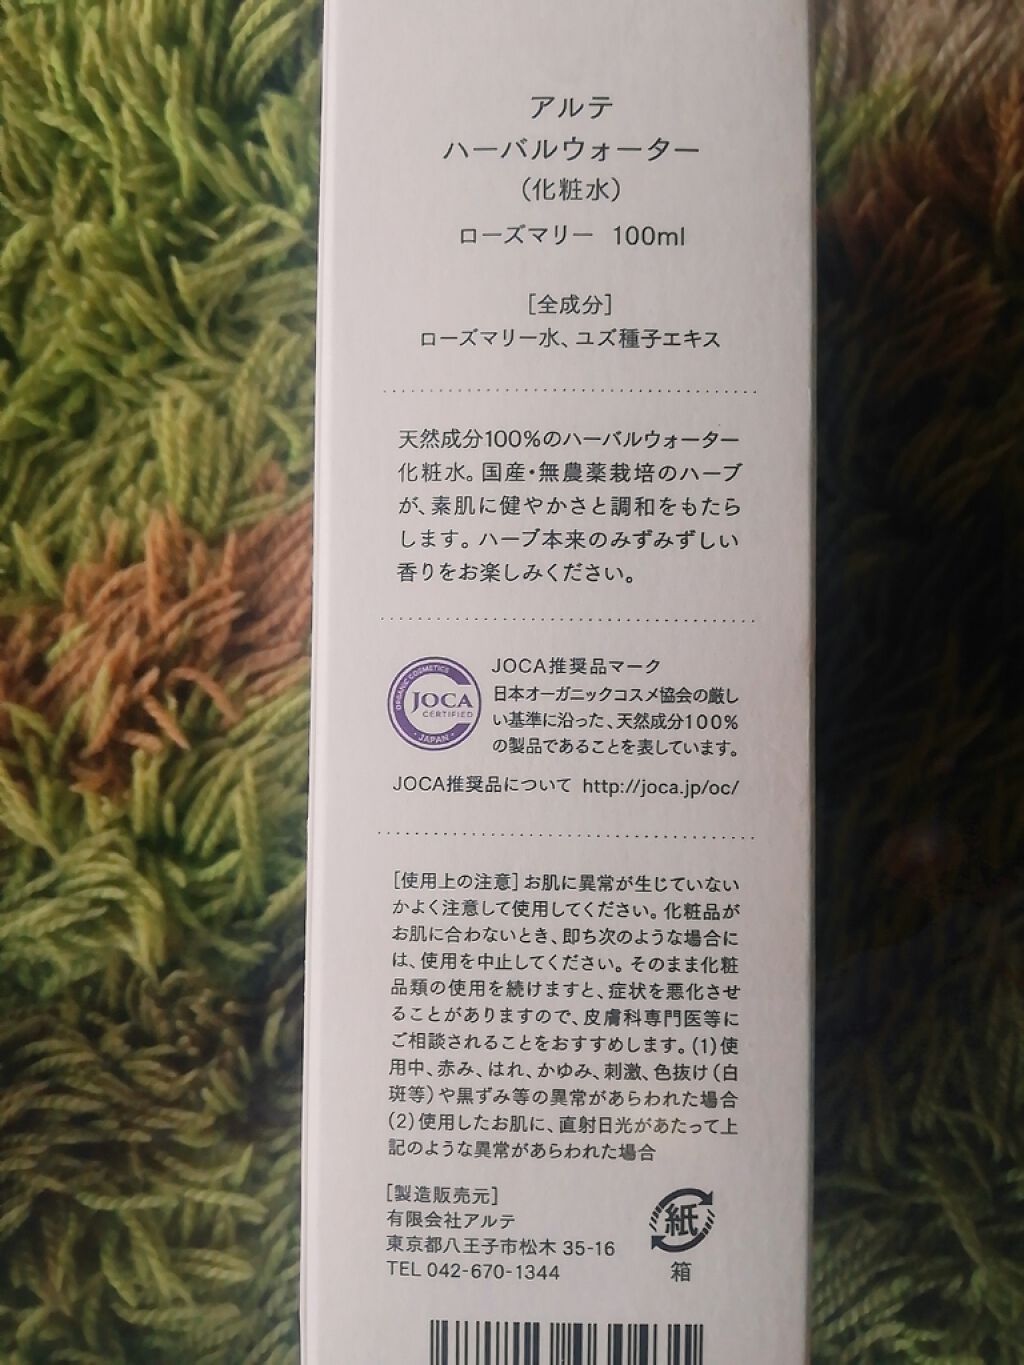 アルテ
ハーバルウォーター
（化粧水）
ローズマリー 100ml
［全成分］
ローズマリー水、ユズ種子エキス
天然成分100%のハーバルウォーター
化粧水。国産・無農薬栽培のハーブ
が、素肌に健やかさと調和をもたら
します。ハーブ本来のみずみずしい
香りをお楽しみください。
ORGANIC COSMETICS
JOCA
CERTIFIED
・JAPAN・
JOCA推奨品マーク
日本オーガニックコスメ協会の厳し
い基準に沿った、天然成分100%
の製品であることを表しています。
JOCA推奨品について http://joca.jp/oc/
［使用上の注意］お肌に異常が生じていない
かよく注意して使用してください。化粧品が
お肌に合わないとき、即ち次のような場合に
は、使用を中止してください。そのまま化粧
品類の使用を続けますと、症状を悪化させ
ることがありますので、皮膚科専門医等に
ご相談されることをおすすめします。(1)使
用中、赤み、はれ、かゆみ、刺激、色抜け（白
斑等）や黒ずみ等の異常があらわれた場合
(2)使用したお肌に、直射日光があたって上
記のような異常があらわれた場合
［製造販売元］
有限会社アルテ
東京都八王子市松木 35-16
TEL 042-670-1344
紙
箱